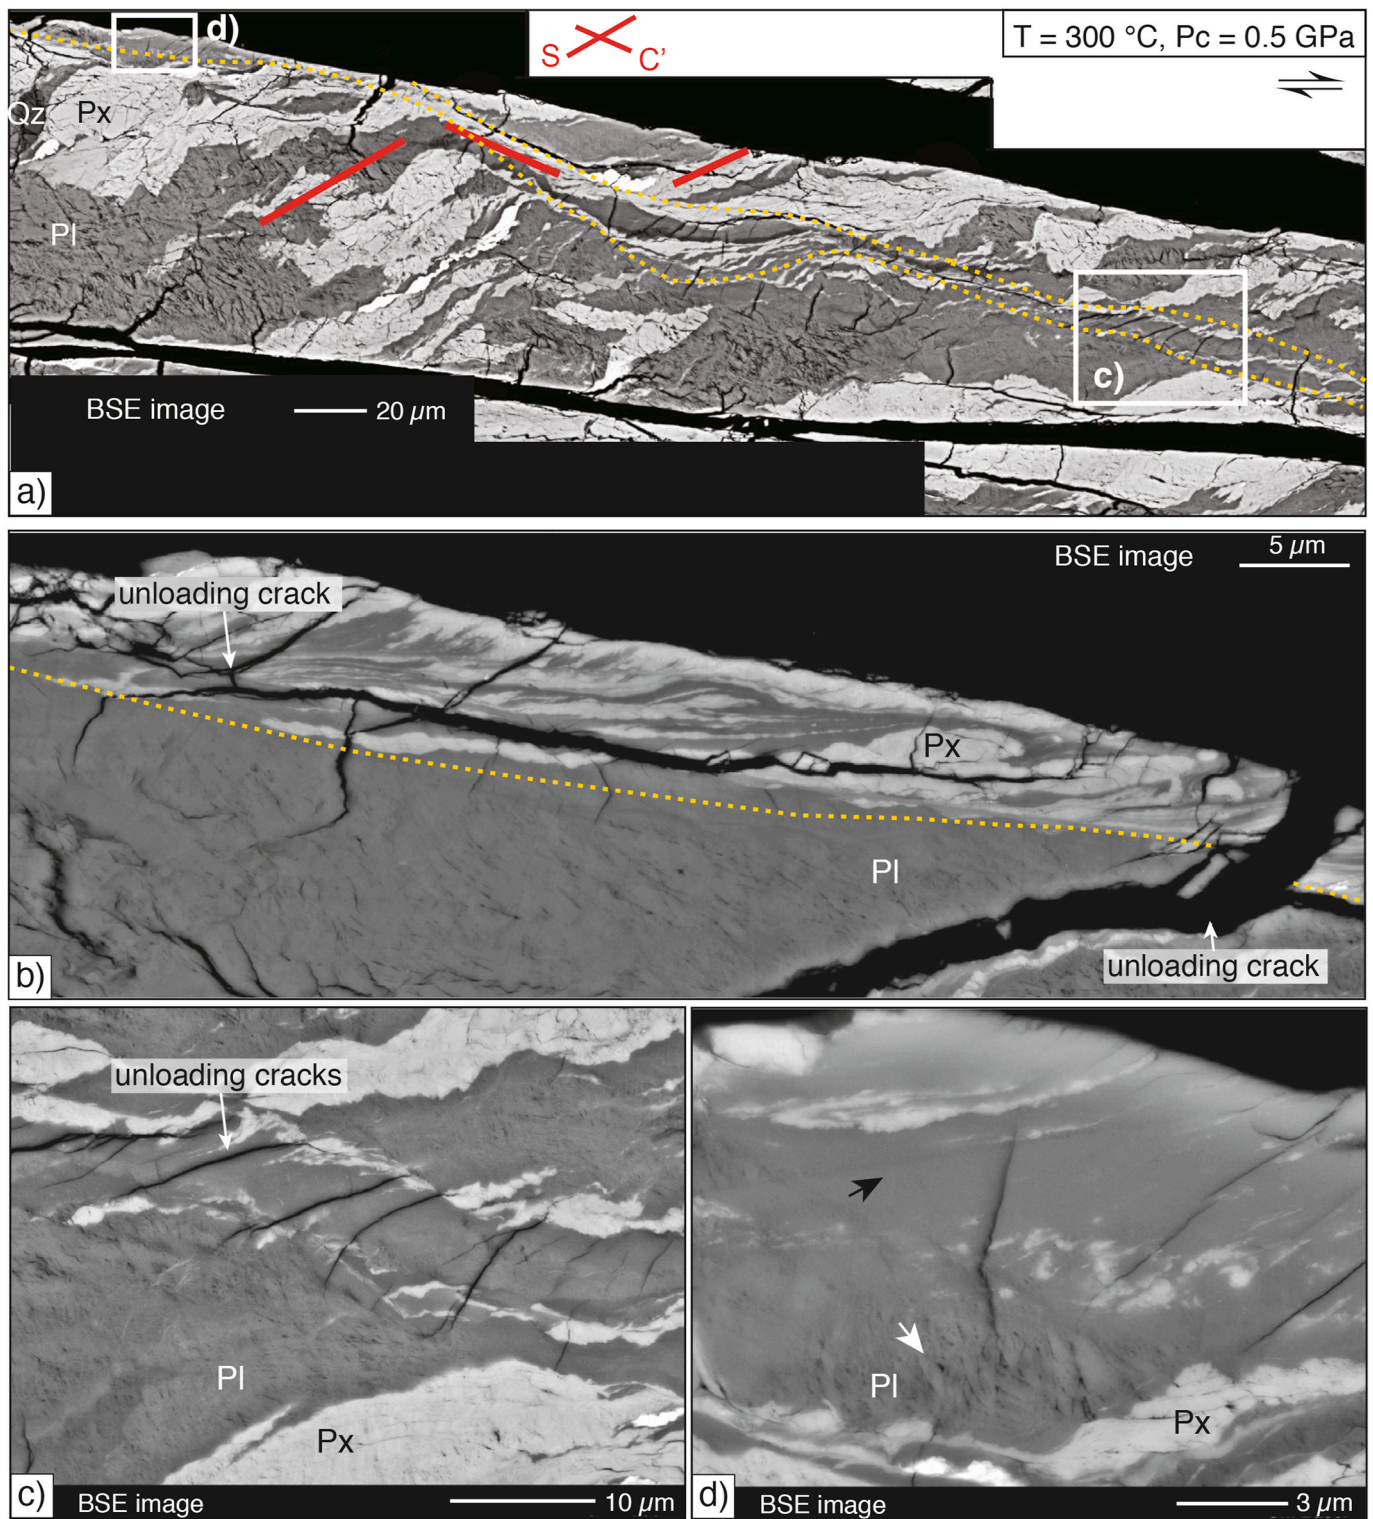 d)
S
C’
T = 300 °C, Pc = 0.5 GPa
Qz
Px
Pl
c)
BSE image
20 µm
a)
BSE image
5 µm
unloading crack
Px
Pl
unloading crack
b)
unloading cracks
Pl
Px
c)
BSE image
10 µm
Pl
Px
d)
BSE image
3 µm